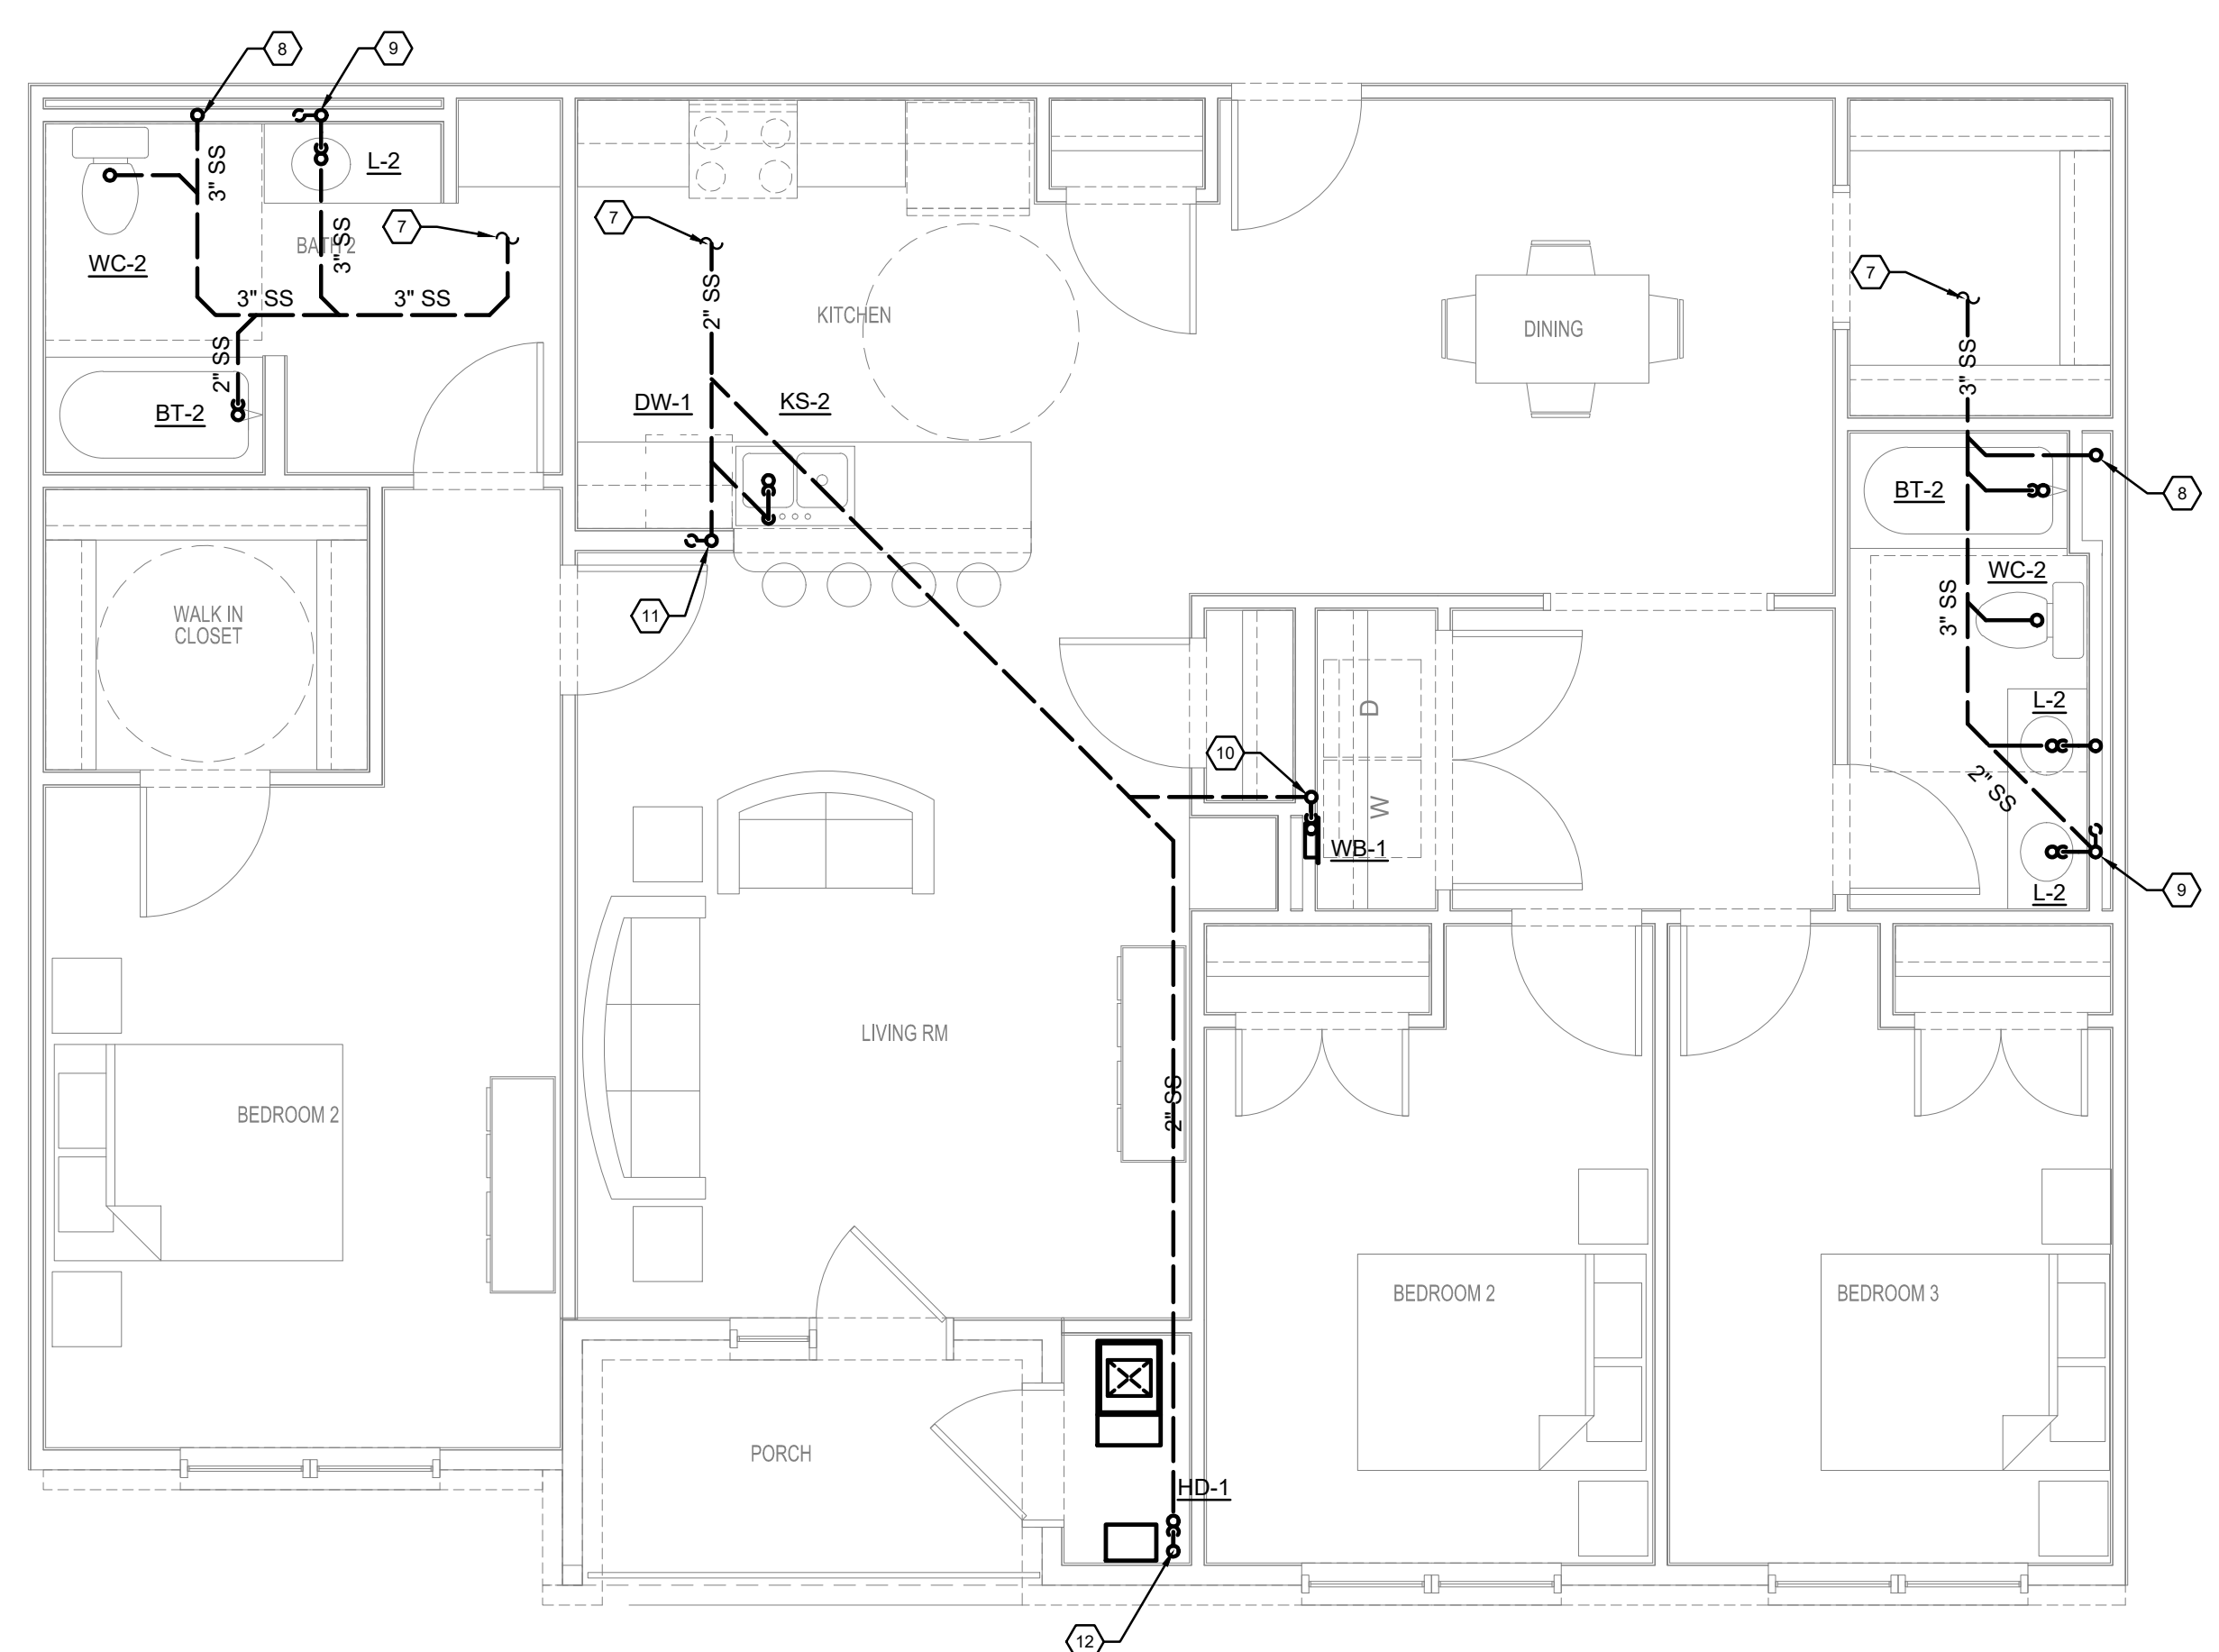 8
9
3" SS
L-2
7
7
BATH 2
3" SS
WC-2
7
3" SS
3" SS
2" SS
KITCHEN
DINING
2" SS
3" SS
BT-2
DW-1
KS-2
BT-2
8
WC-2
11
WALK IN
CLOSET
3" SS
L-2
D
10
2" SS
W
WB-1
L-2
9
LIVING RM
BEDROOM 2
2" SS
BEDROOM 2
BEDROOM 3
PORCH
HD-1
12